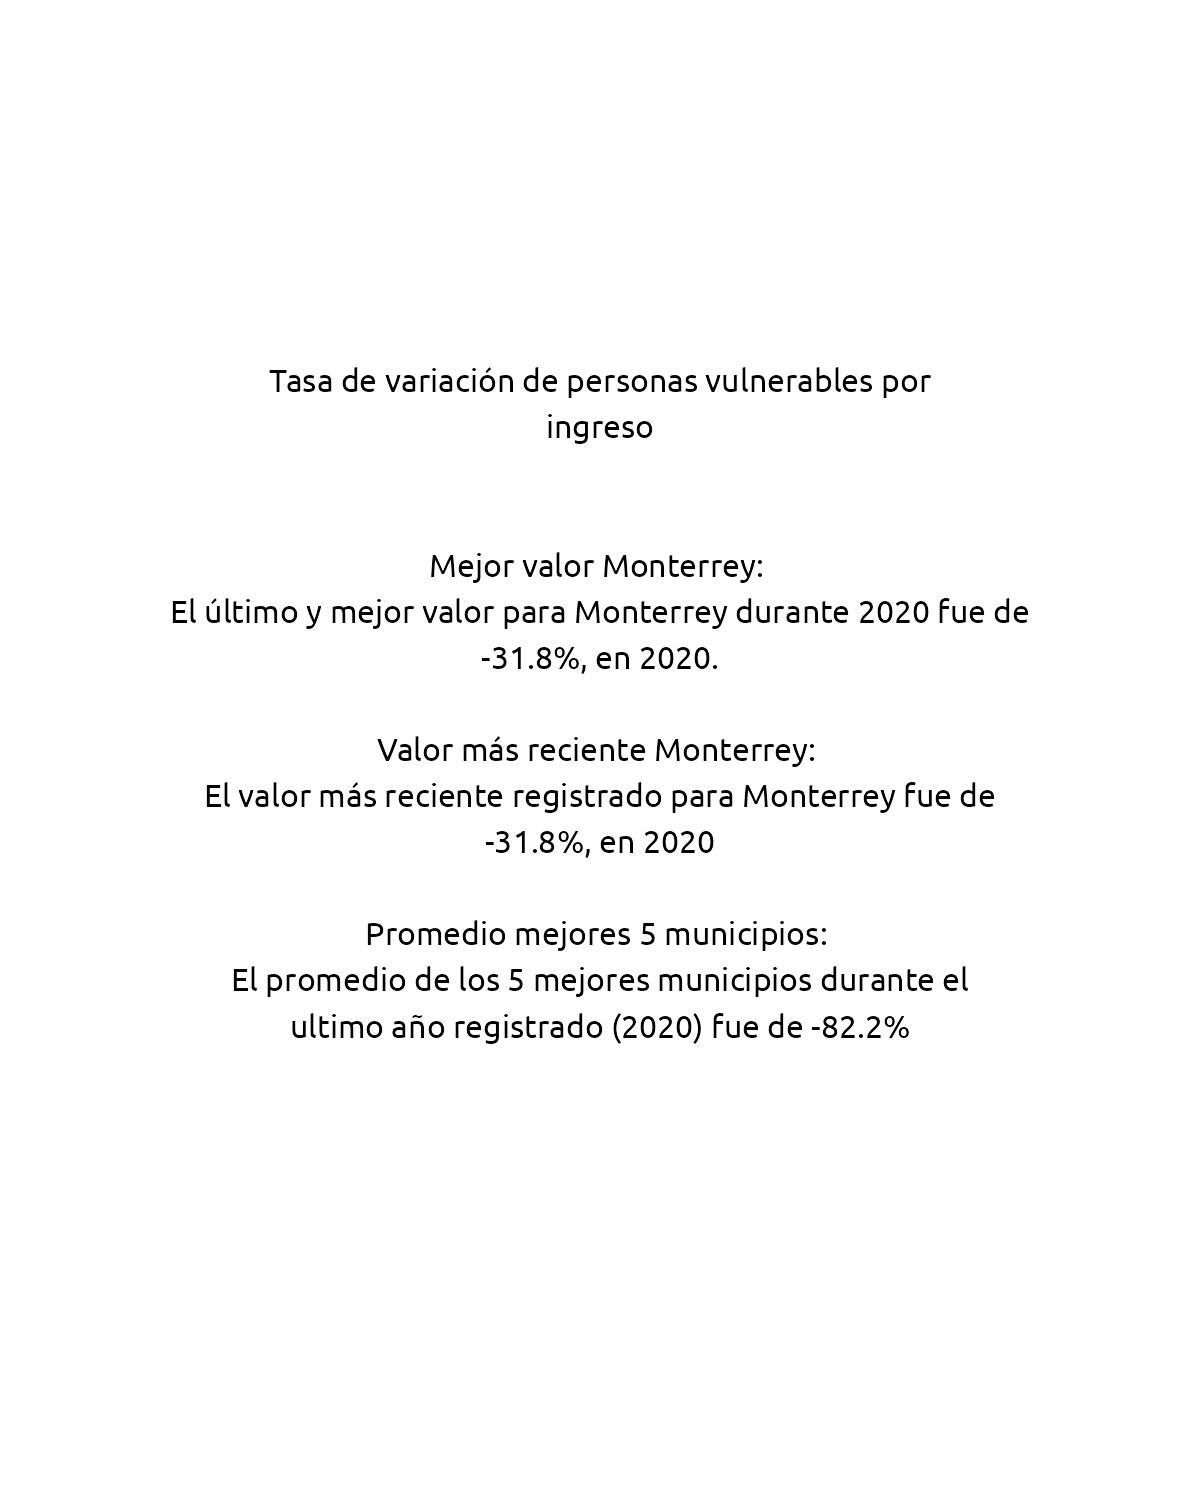 Tasa de variación de personas vulnerables por
ingreso
Mejor valor Monterrey:
El último y mejor valor para Monterrey durante 2020 fue de
-31.8%, en 2020.
Valor más reciente Monterrey:
El valor más reciente registrado para Monterrey fue de
-31.8%, en 2020
Promedio mejores 5 municipios:
El promedio de los 5 mejores municipios durante el
ultimo año registrado (2020) fue de -82.2%